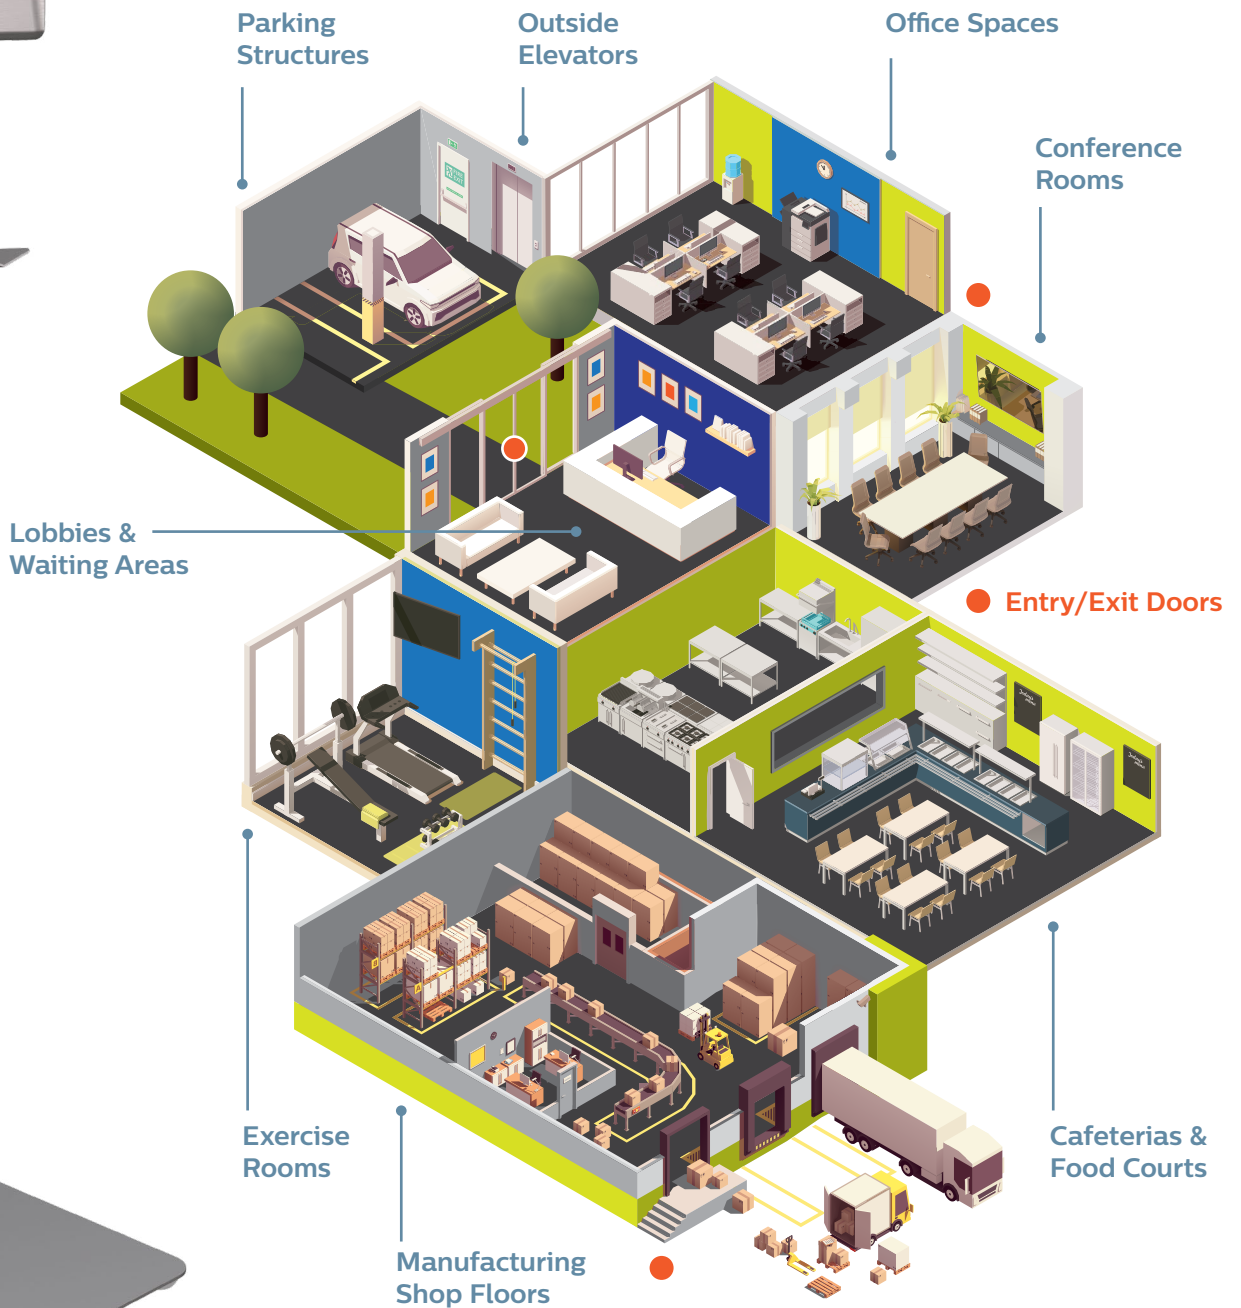 Parking
Structures
Outside
Elevators
Office Spaces
Conference
Rooms
Lobbies &
Waiting Areas
Entry/Exit Doors
Exercise
Rooms
Cafeterias &
Food Courts
Manufacturing
Shop Floors